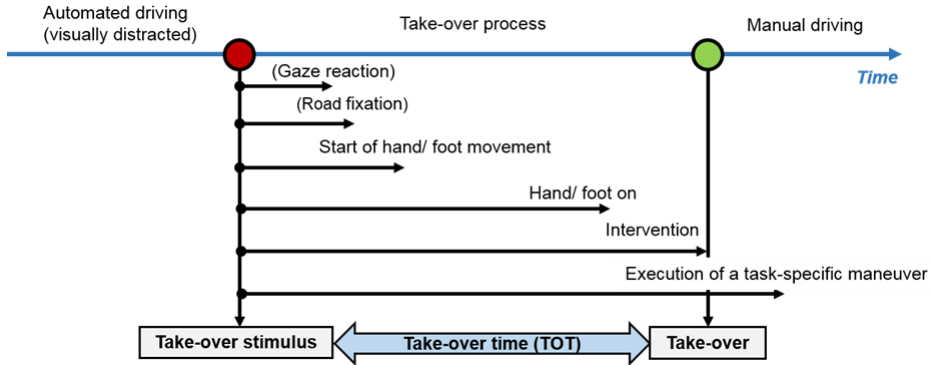 Automated driving
(visually distracted)
Take-over process
Manual driving
Time
(Gaze reaction)
(Road fixation)
Start of hand/ foot movement
Hand/ foot on
Intervention
Execution of a task-specific maneuver
Take-over stimulus
Take-over time (TOT)
Take-over